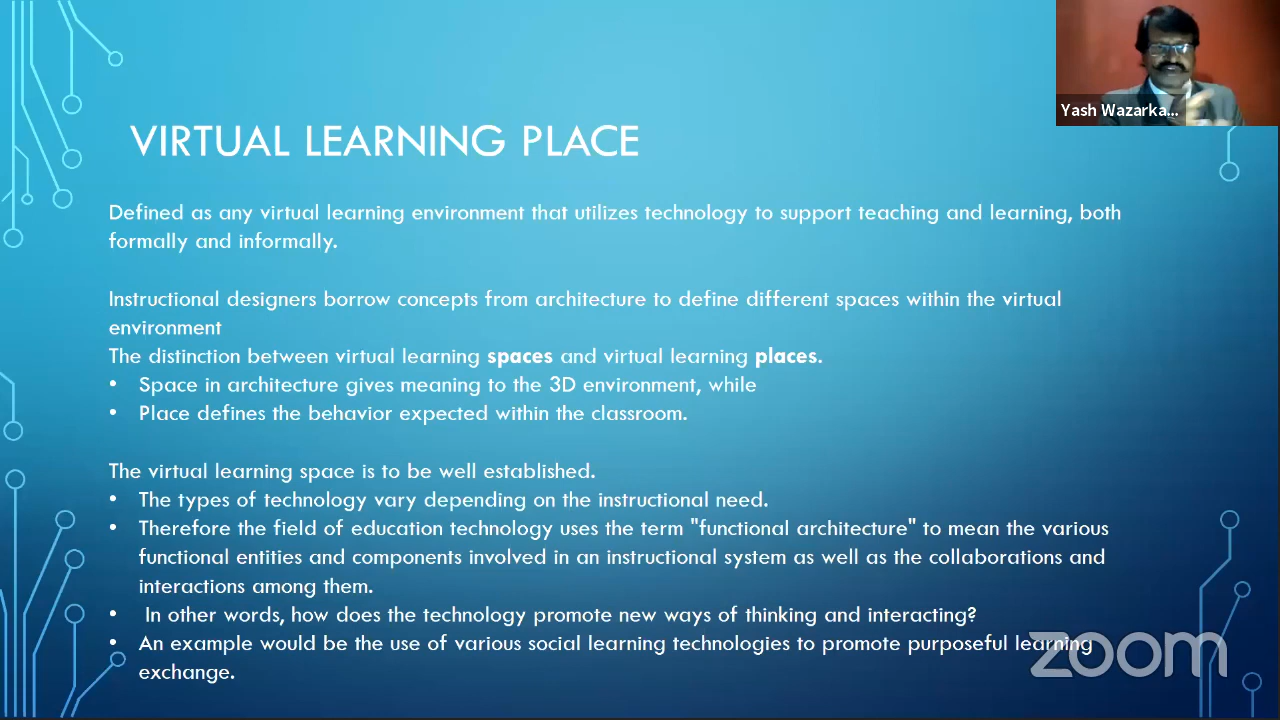 Yash Wazarka...
VIRTUAL LEARNING PLACE
Defined as any virtual learning environment that utilizes technology to support teaching and learning, both
formally and informally.
Instructional designers borrow concepts from architecture to define different spaces within the virtual
environment
The distinction between virtual learning spaces and virtual learning places.
• Space in architecture gives meaning to the 3D environment, while
• Place defines the behavior expected within the classroom.
The virtual learning space is to be well established.
• The types of technology vary depending on the instructional need.
• Therefore the field of education technology uses the term "functional architecture" to mean the various
functional entities and components involved in an instructional system as well as the collaborations and
interactions among them.
• In other words, how does the technology promote new ways of thinking and interacting?
• An example would be the use of various social learning technologies to promote purposeful learning
exchange.
zoom